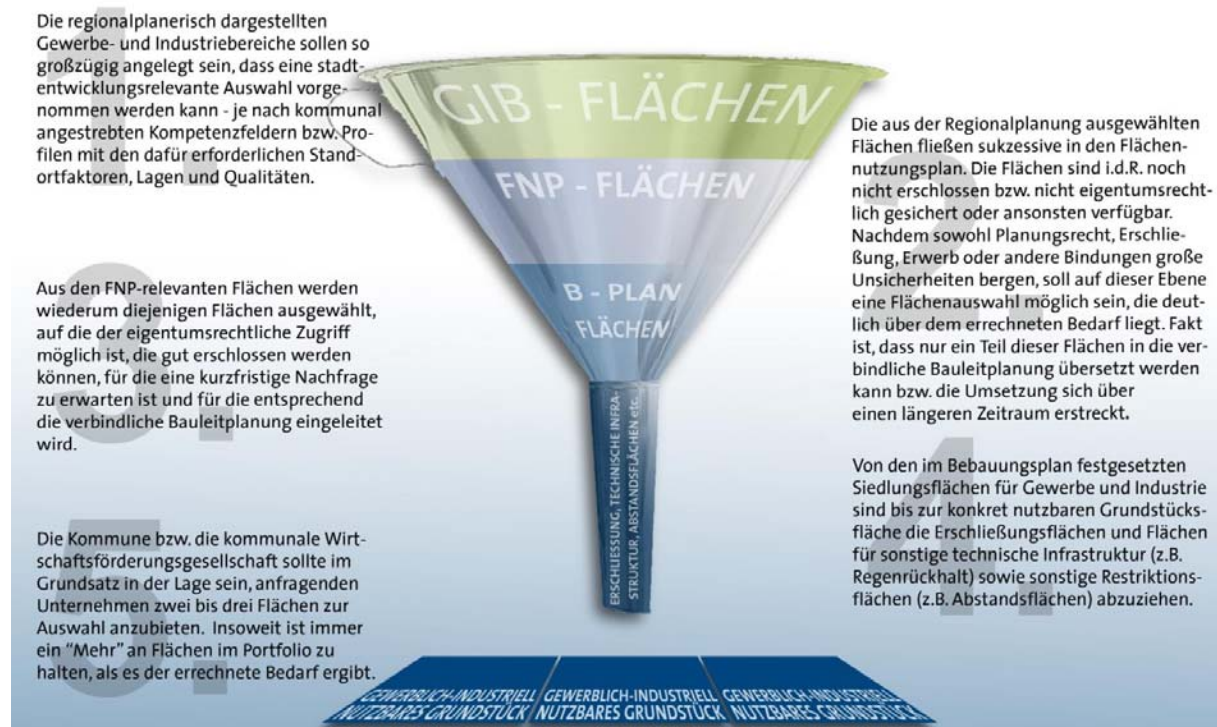 1.
Die regionalplanerisch dargestellten
Gewerbe- und Industriebereiche sollen so
großzügig angelegt sein, dass eine stadt-
entwicklungsrelevante Auswahl vorge-
nommen werden kann - je nach kommunal
angestrebten Kompetenzfeldern bzw. Pro-
filen mit den dafür erforderlichen Stand-
ortfaktoren, Lagen und Qualitäten.
2.
Die aus der Regionalplanung ausgewählten
Flächen fließen sukzessive in den Flächen-
nutzungsplan. Die Flächen sind i.d.R. noch
nicht erschlossen bzw. nicht eigentumsrecht-
lich gesichert oder ansonsten verfügbar.
Nachdem sowohl Planungsrecht, Erschlie-
ßung, Erwerb oder andere Bindungen große
Unsicherheiten bergen, soll auf dieser Ebene
eine Flächenauswahl möglich sein, die deut-
lich über dem errechneten Bedarf liegt. Fakt
ist, dass nur ein Teil dieser Flächen in die ver-
bindliche Bauleitplanung übersetzt werden
kann bzw. die Umsetzung sich über
einen längeren Zeitraum erstreckt.
3.
Aus den FNP-relevanten Flächen werden
wiederum diejenigen Flächen ausgewählt,
auf die der eigentumsrechtliche Zugriff
möglich ist, die gut erschlossen werden
können, für die eine kurzfristige Nachfrage
zu erwarten ist und für die entsprechend
die verbindliche Bauleitplanung eingeleitet
wird.
4.
Von den im Bebauungsplan festgesetzten
Siedlungsflächen für Gewerbe und Industrie
sind bis zur konkret nutzbaren Grundstücks-
fläche die Erschließungsflächen und Flächen
für sonstige technische Infrastruktur (z.B.
Regenrückhalt) sowie sonstige Restriktions-
flächen (z.B. Abstandsflächen) abzuziehen.
5.
Die Kommune bzw. die kommunale Wirt-
schaftsförderungsgesellschaft sollte im
Grundsatz in der Lage sein, anfragenden
Unternehmen zwei bis drei Flächen zur
Auswahl anzubieten. Insoweit ist immer
ein "Mehr" an Flächen im Portfolio zu
halten, als es der errechnete Bedarf ergibt.
GIB - FLÄCHEN
FNP - FLÄCHEN
B - PLAN
FLÄCHEN
ERSCHLIESSUNG, TECHNISCHE INFRA-
STRUKTUR, ABSTANDSFLÄCHEN etc.
GEWERBLICH-INDUSTRIELL
NUTZBARES GRUNDSTÜCK
GEWERBLICH-INDUSTRIELL
NUTZBARES GRUNDSTÜCK
GEWERBLICH-INDUSTRIELL
NUTZBARES GRUNDSTÜCK